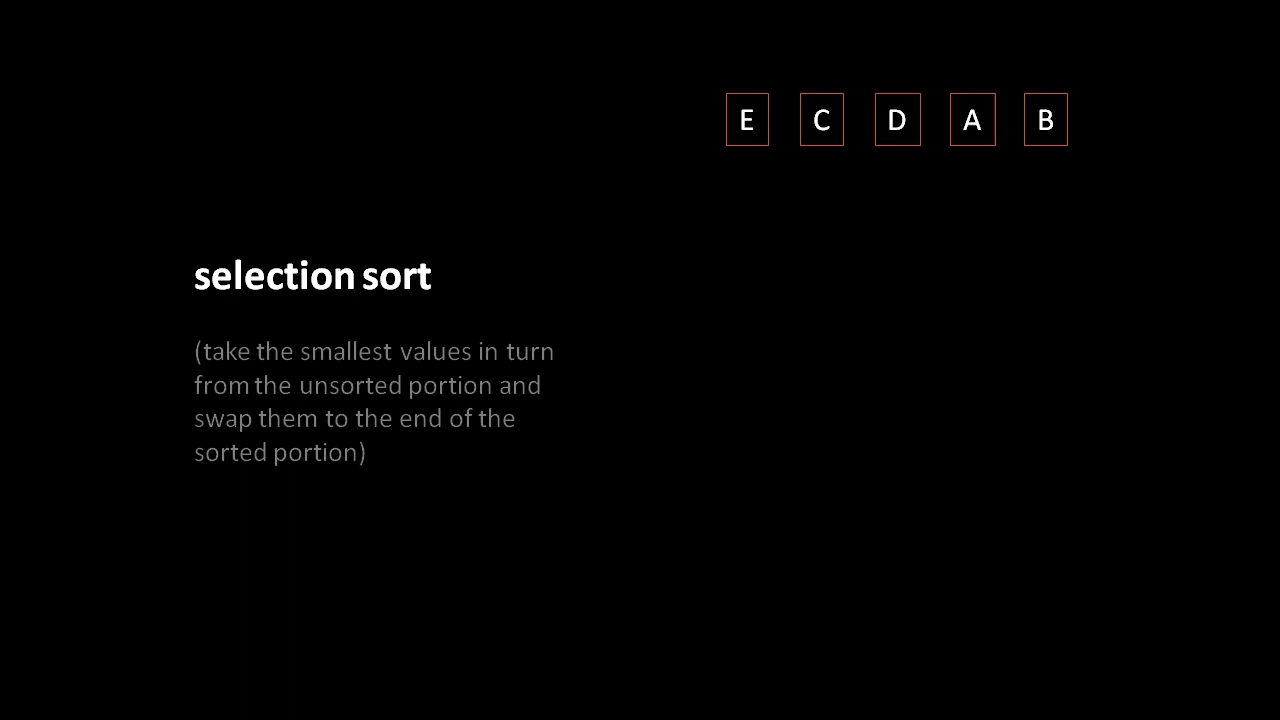 E C D A B
selection sort
(take the smallest values in turn
from the unsorted portion and
swap them to the end of the
sorted portion)